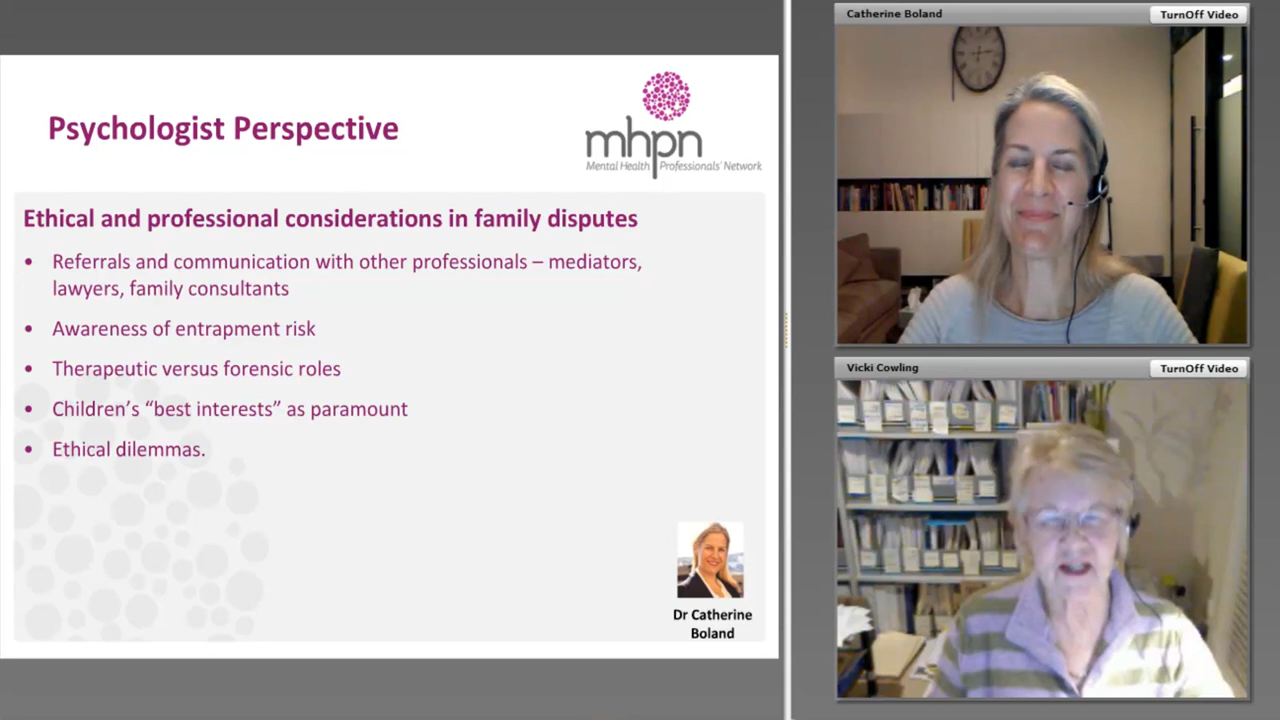 Psychologist Perspective
mhpn
Mental Health Professionals' Network
Ethical and professional considerations in family disputes
• Referrals and communication with other professionals – mediators,
lawyers, family consultants
• Awareness of entrapment risk
• Therapeutic versus forensic roles
• Children's “best interests” as paramount
• Ethical dilemmas.
Dr Catherine
Boland
Catherine Boland
TurnOff Video
Vicki Cowling
TurnOff Video